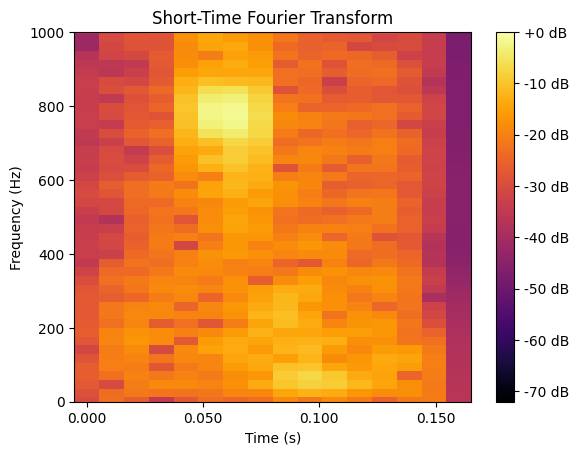 Short-Time Fourier Transform
1000
800
600
400
200
0
Frequency (Hz)
0.000
0.050
0.100
0.150
Time (s)
+0 dB
-10 dB
-20 dB
-30 dB
-40 dB
-50 dB
-60 dB
-70 dB